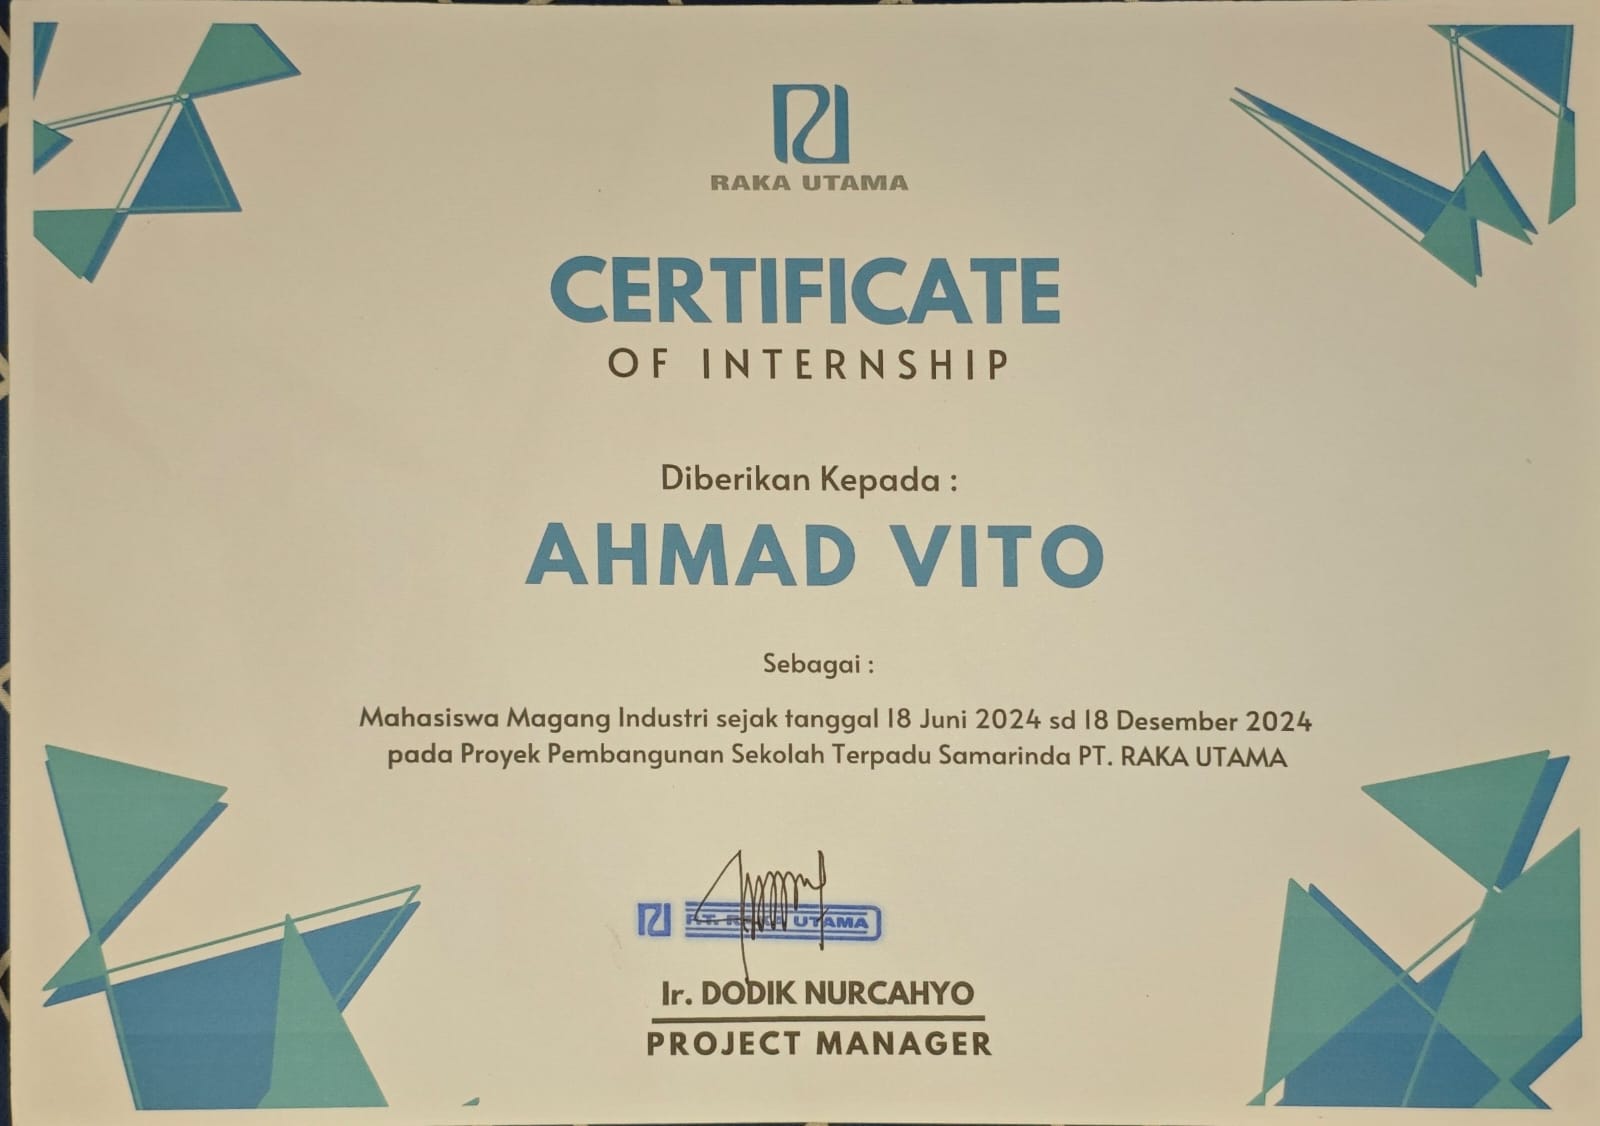 RAKA UTAMA
CERTIFICATE
OF INTERNSHIP
Diberikan Kepada :
AHMAD VITO
Sebagai :
Mahasiswa Magang Industri sejak tanggal 18 Juni 2024 sd 18 Desember 2024
pada Proyek Pembangunan Sekolah Terpadu Samarinda PT. RAKA UTAMA
PT. RAKA UTAMA
Ir. DODIK NURCAHYO
PROJECT MANAGER